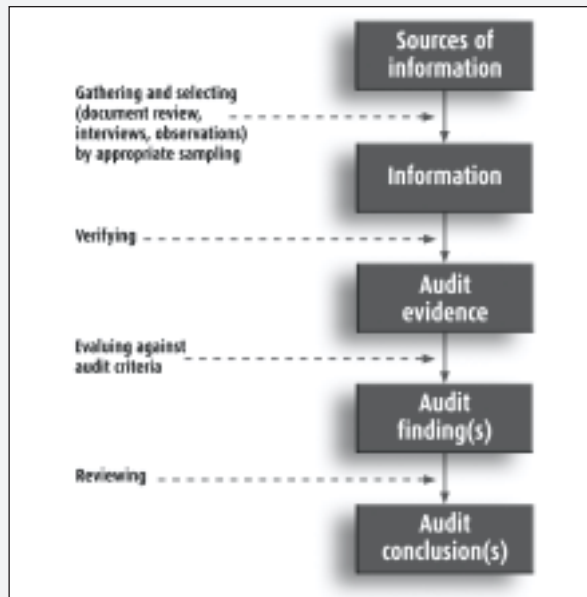 Sources of
information
Gathering and selecting
(document review,
interviews, observations)
by appropriate sampling
Information
Verifying
Audit
evidence
Evaluing against
audit criteria
Audit
finding(s)
Reviewing
Audit
conclusion(s)